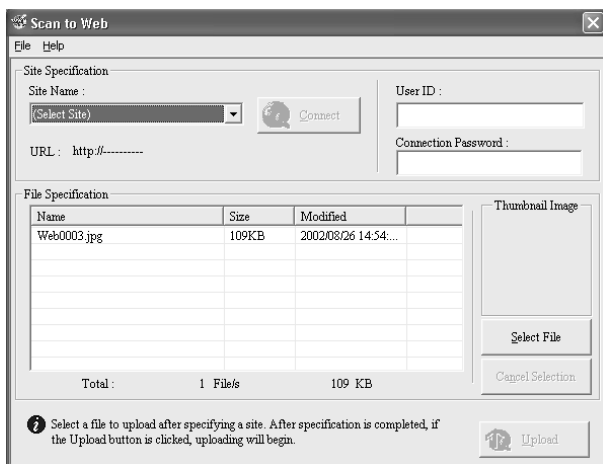 Scan to Web
File Help
Site Specification
Site Name :
(Select Site)
Connect
URL : http://----------
User ID :
Connection Password :
File Specification
Name Size Modified
Web0003.jpg 109KB 2002/08/26 14:54:...
Total : 1 File/s 109 KB
Thumbnail Image
Select File
Cancel Selection
Select a file to upload after specifying a site. After specification is completed, if
the Upload button is clicked, uploading will begin.
Upload